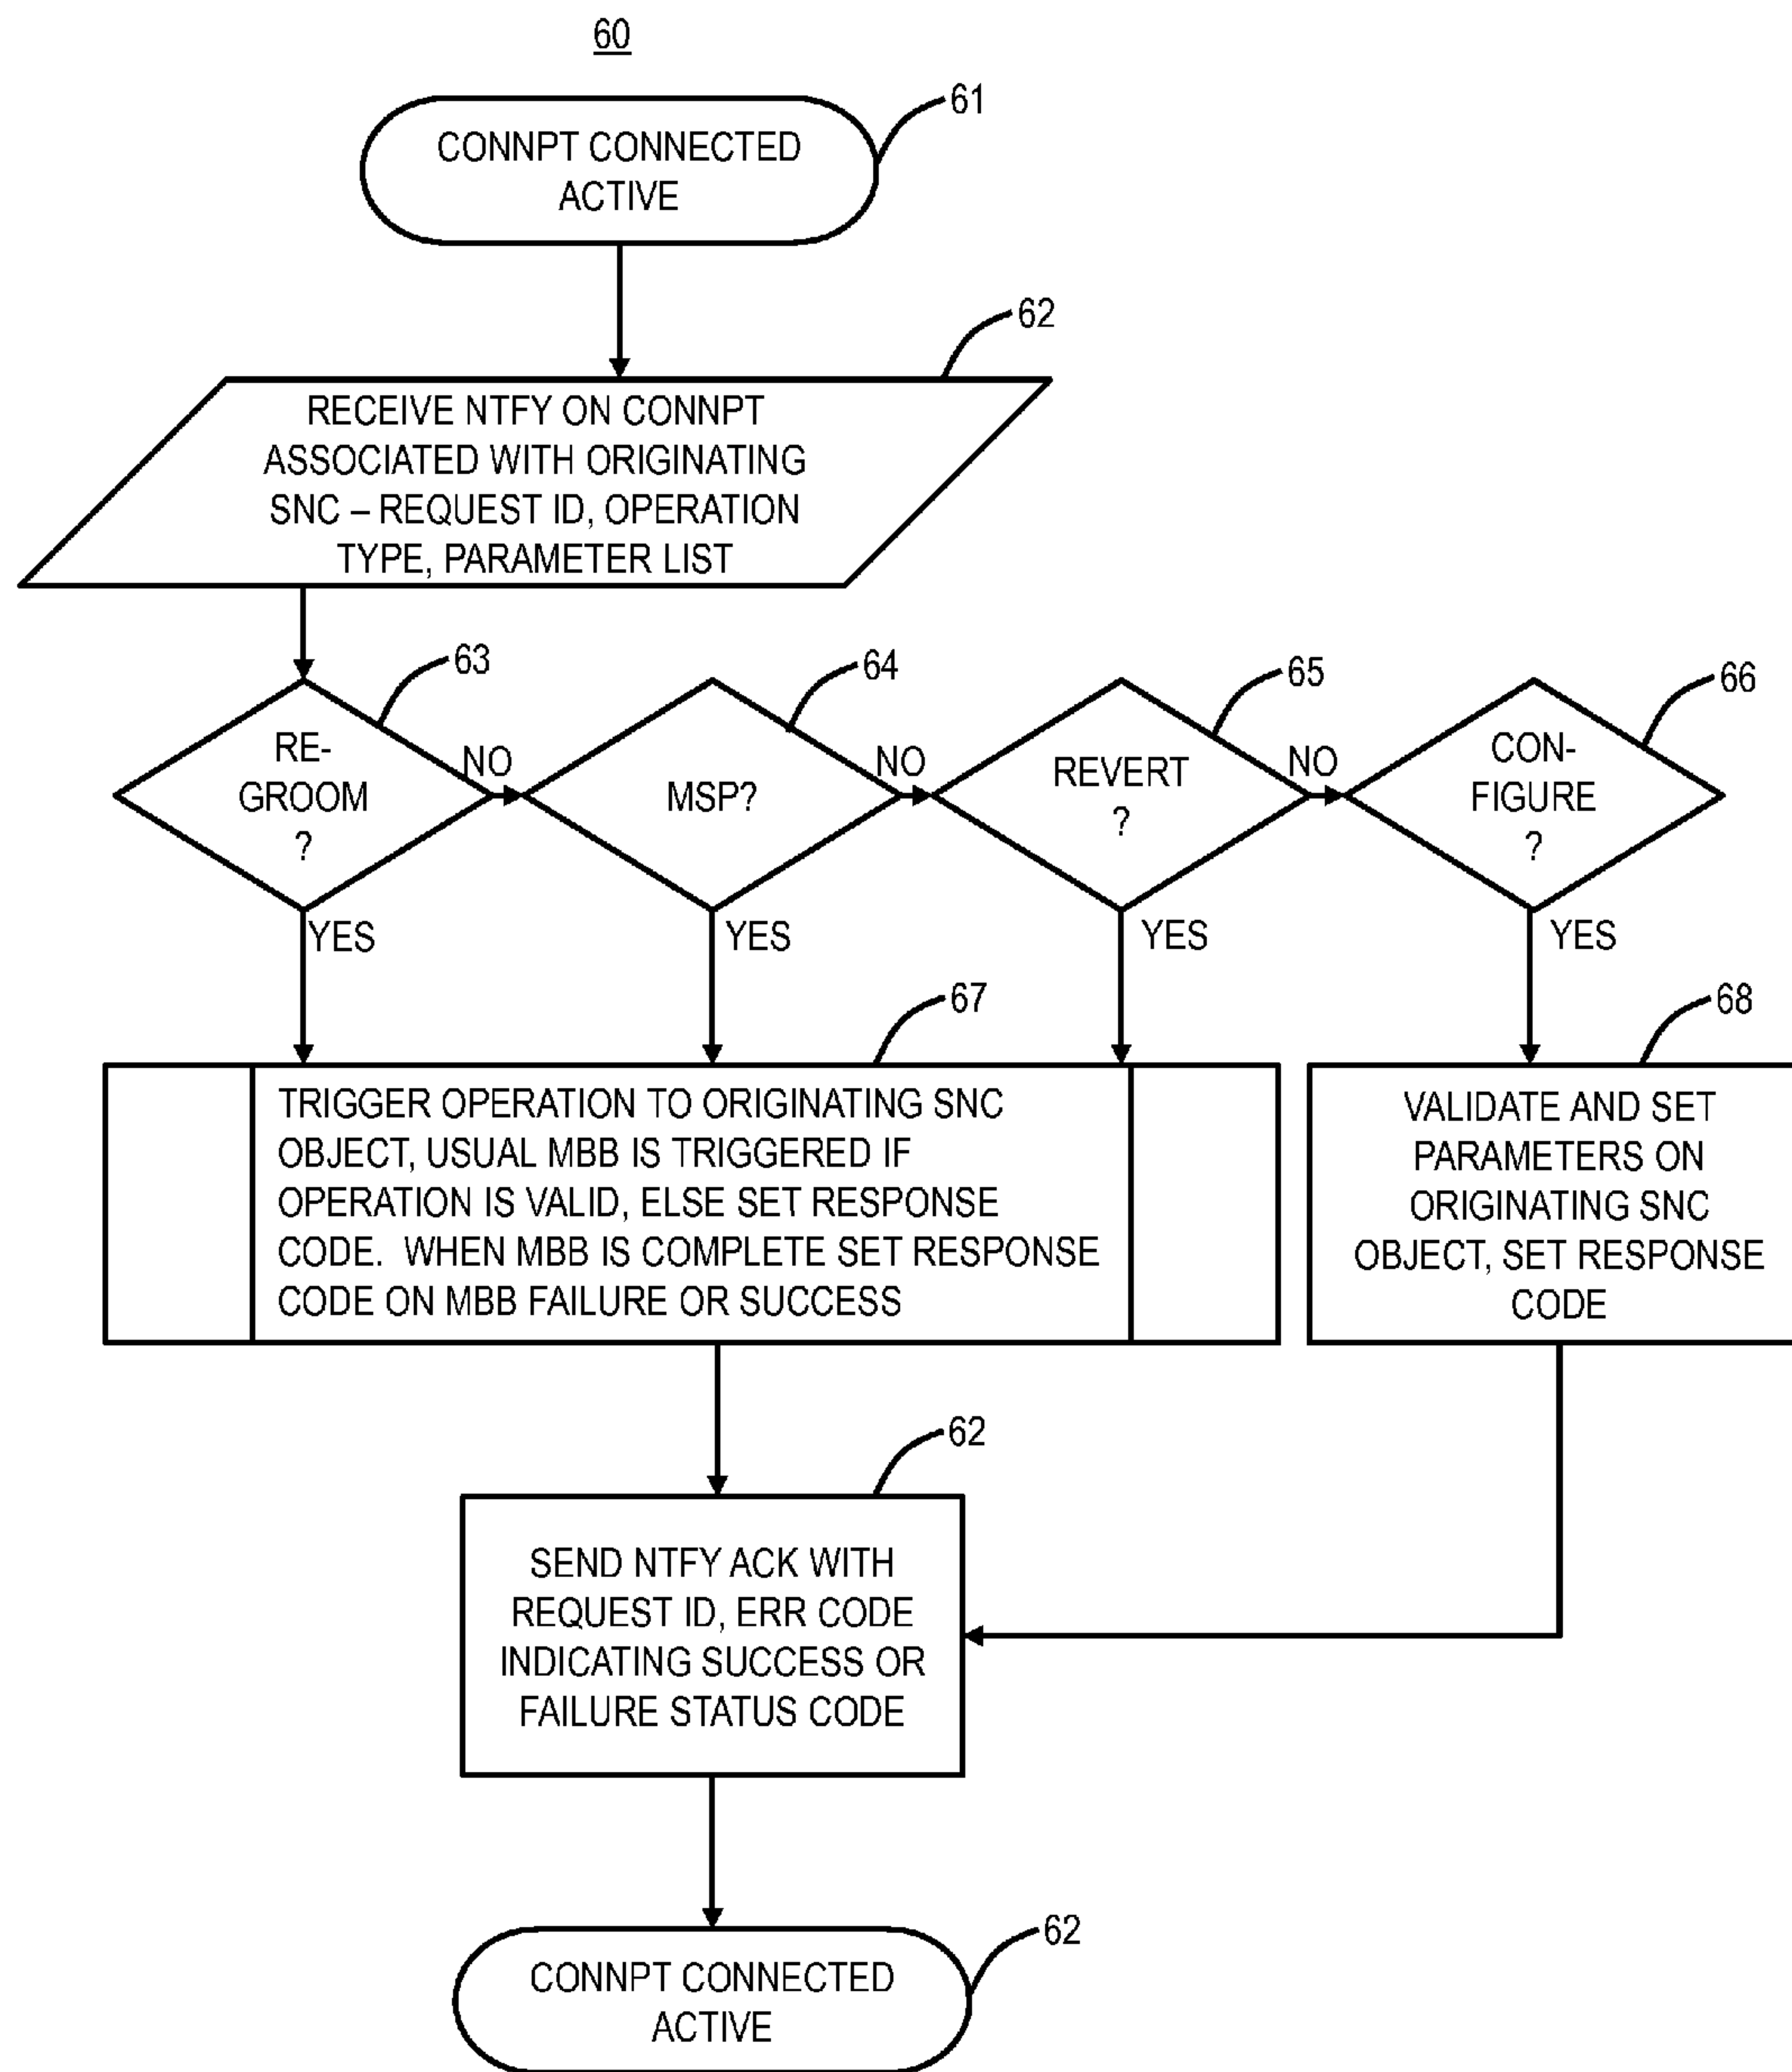 60
61
CONNPT CONNECTED
ACTIVE
62
RECEIVE NTFY ON CONNPT
ASSOCIATED WITH ORIGINATING
SNC – REQUEST ID, OPERATION
TYPE, PARAMETER LIST
63
64
65
66
RE-
GROOM
?
NO
MSP?
NO
REVERT
?
NO
CON-
FIGURE
?
YES
YES
YES
YES
67
68
TRIGGER OPERATION TO ORIGINATING SNC
OBJECT, USUAL MBB IS TRIGGERED IF
OPERATION IS VALID, ELSE SET RESPONSE
CODE. WHEN MBB IS COMPLETE SET RESPONSE
CODE ON MBB FAILURE OR SUCCESS
VALIDATE AND SET
PARAMETERS ON
ORIGINATING SNC
OBJECT, SET RESPONSE
CODE
62
SEND NTFY ACK WITH
REQUEST ID, ERR CODE
INDICATING SUCCESS OR
FAILURE STATUS CODE
62
CONNPT CONNECTED
ACTIVE